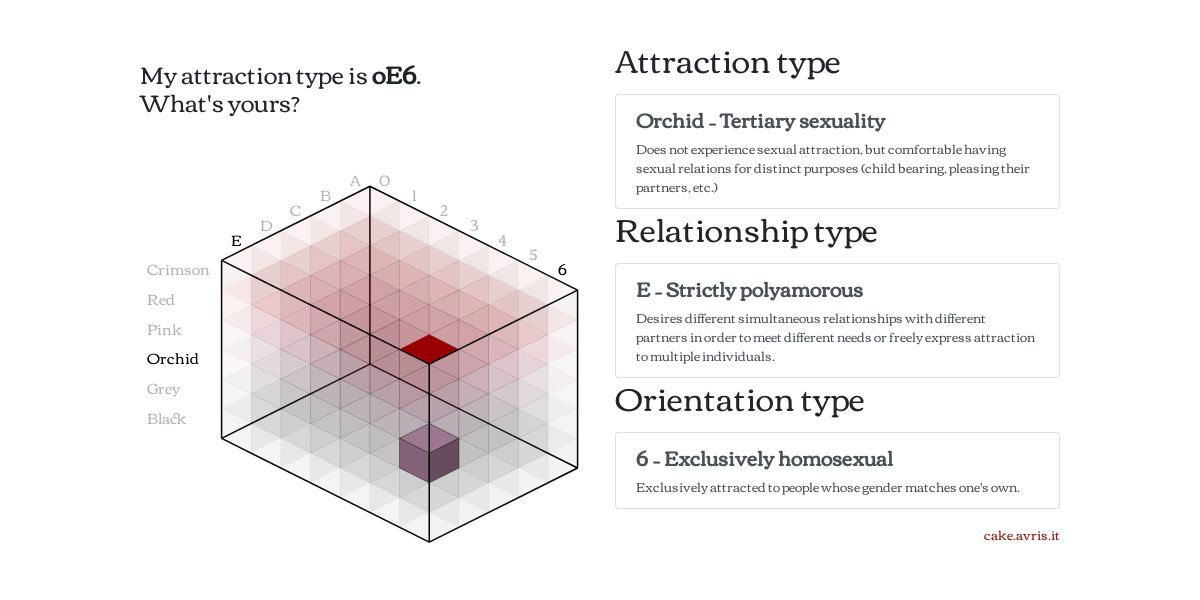 My attraction type is oE6.
What's yours?
A O
B 1
C 2
D 3
E 4
5
6
Crimson
Red
Pink
Orchid
Grey
Black
Attraction type
Orchid – Tertiary sexuality
Does not experience sexual attraction, but comfortable having
sexual relations for distinct purposes (child bearing, pleasing their
partners, etc.)
Relationship type
E – Strictly polyamorous
Desires different simultaneous relationships with different
partners in order to meet different needs or freely express attraction
to multiple individuals.
Orientation type
6 – Exclusively homosexual
Exclusively attracted to people whose gender matches one's own.
cake.avris.it